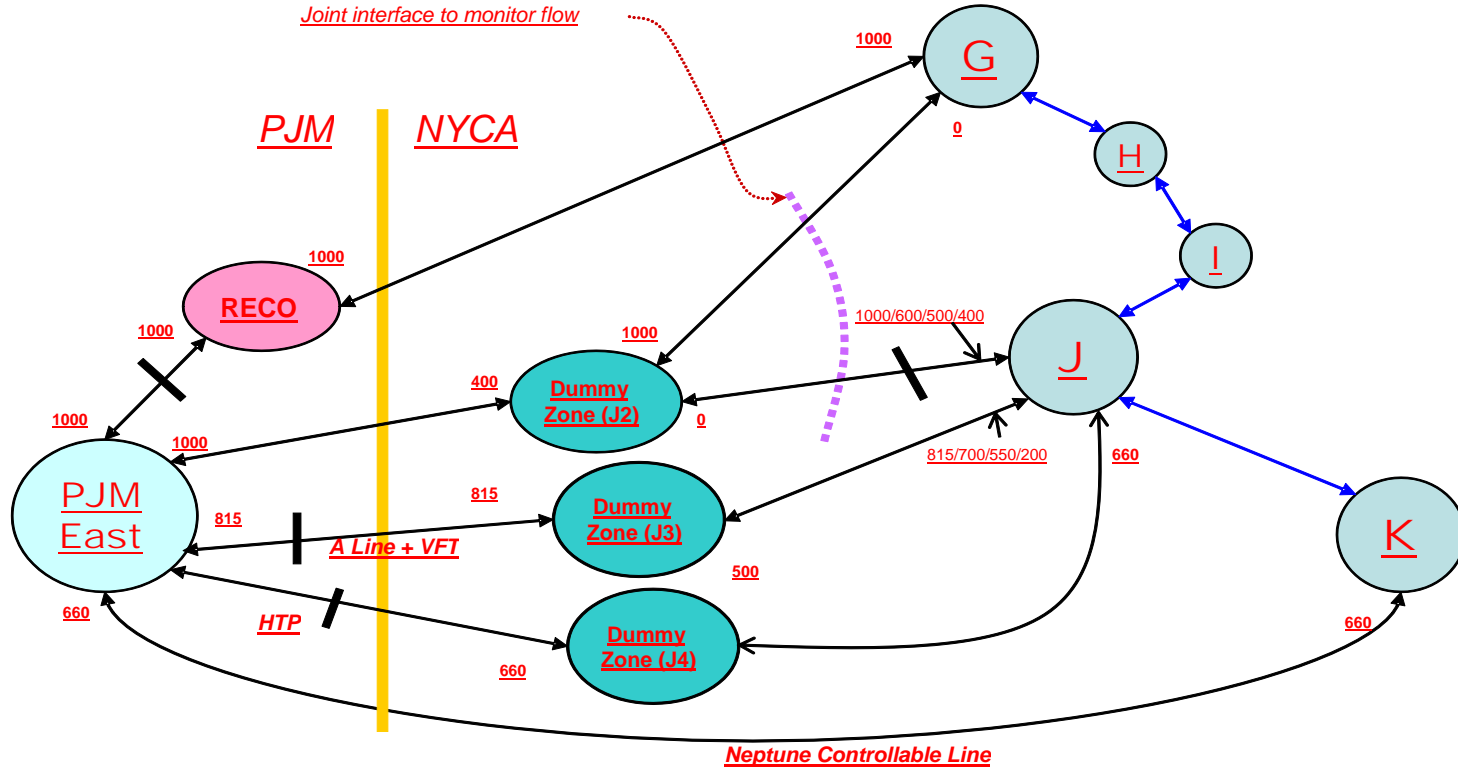 Joint interface to monitor flow
1000
G
PJM
NYCA
0
H
I
1000
RECO
1000
1000
1000/600/500/400
J
400
Dummy
Zone (J2)
0
1000
1000
815/700/550/200
660
PJM
East
815
815
Dummy
Zone (J3)
A Line + VFT
500
K
660
HTP
660
Dummy
Zone (J4)
660
Neptune Controllable Line